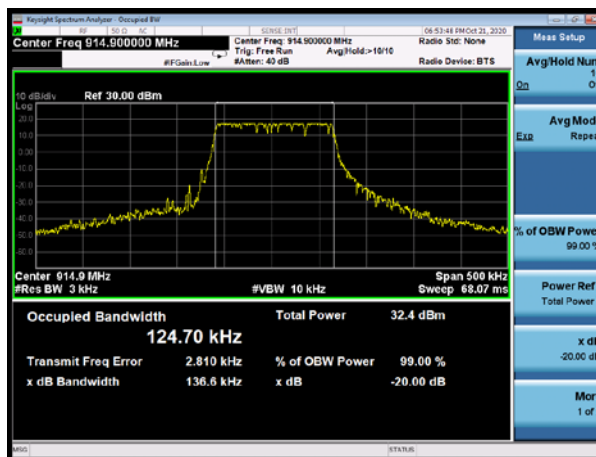 Keysight Spectrum Analyzer - Occupied BW
RF 50 Ω AC SENSE:INT 06:53:48 PM Oct 21, 2020
Center Freq 914.900000 MHz
Center Freq: 914.900000 MHz
Radio Std: None
Trig: Free Run Avg|Hold:>10/10
#IFGain:Low #Atten: 40 dB Radio Device: BTS
10 dB/div Ref 30.00 dBm
Log
20.0
10.0
0.00
-10.0
-20.0
-30.0
-40.0
-50.0
-60.0
Center 914.9 MHz Span 500 kHz
#Res BW 3 kHz #VBW 10 kHz Sweep 68.07 ms
Occupied Bandwidth Total Power 32.4 dBm
124.70 kHz
Transmit Freq Error 2.810 kHz % of OBW Power 99.00 %
x dB Bandwidth 136.6 kHz x dB -20.00 dB
MSG STATUS
Meas Setup
Avg/Hold Num
On
Avg Mod
Exp Repea
% of OBW Power
99.00 %
Power Ref
Total Power
x dB
-20.00 dB
Mor
1 of